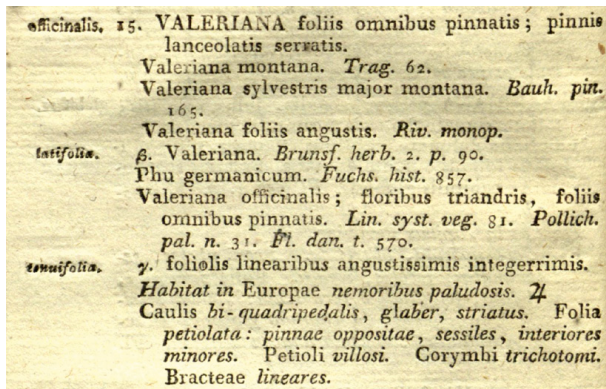 officinalis. 15. VALERIANA foliis omnibus pinnatis; pinnis
lanceolatis serratis.
Valeriana montana. Trag. 62.
Valeriana sylvestris major montana. Bauh. pin.
165.
Valeriana foliis angustis. Riv. monop.
latifolia. β. Valeriana. Brunsf. herb. 2. p. 90.
Phu germanicum. Fuchs. hist. 857.
Valeriana officinalis; floribus triandris, foliis
omnibus pinnatis. Lin. syst. veg. 81. Pollich.
pal. n. 31. Fl. dan. t. 570.
tenuifolia. γ. foliolis linearibus angustissimis integerrimis.
Habitat in Europae nemoribus paludosis. ♃
Caulis bi-quadripedalis, glaber, striatus. Folia
petiolata: pinnae oppositae, sessiles, interiores
minores. Petioli villosi. Corymbi trichotomi.
Bracteae lineares.